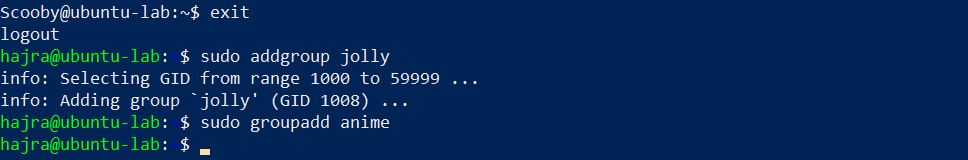 Scooby@ubuntu-lab:~$ exit
logout
hajra@ubuntu-lab:~$ sudo addgroup jolly
info: Selecting GID from range 1000 to 59999 ...
info: Adding group `jolly' (GID 1008) ...
hajra@ubuntu-lab:~$ sudo groupadd anime
hajra@ubuntu-lab:~$